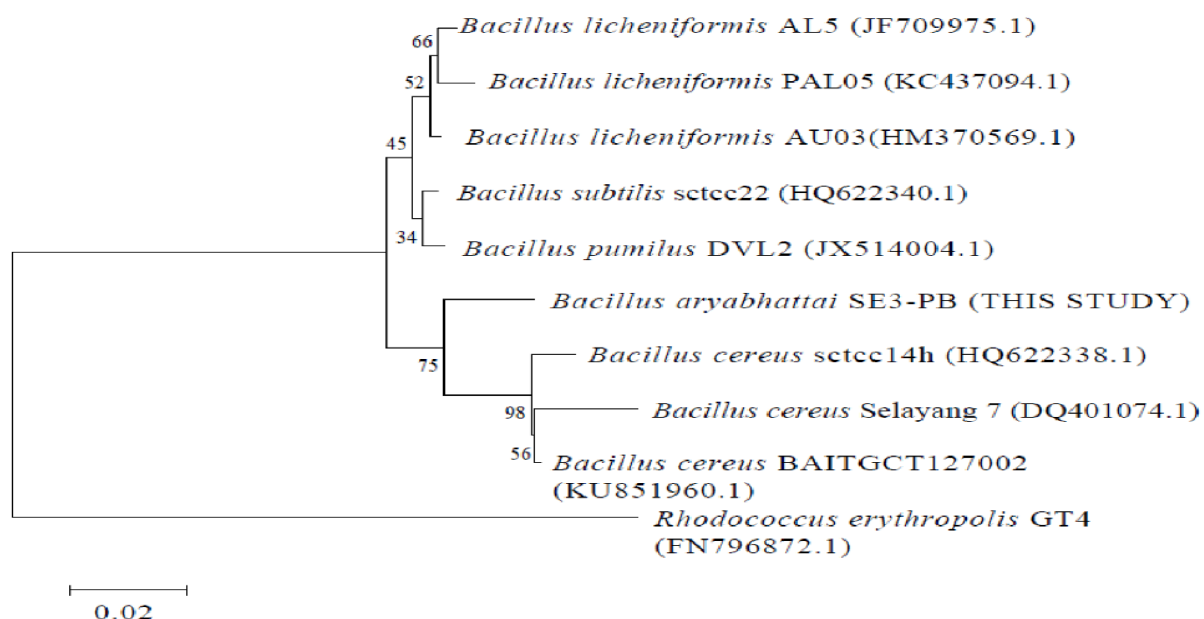 Bacillus licheniformis AL5 (JF709975.1)
66
Bacillus licheniformis PAL05 (KC437094.1)
52
Bacillus licheniformis AU03(HM370569.1)
45
Bacillus subtilis sctcc22 (HQ622340.1)
34
Bacillus pumilus DVL2 (JX514004.1)
Bacillus aryabhattai SE3-PB (THIS STUDY)
75
Bacillus cereus sctcc14h (HQ622338.1)
98
Bacillus cereus Selayang 7 (DQ401074.1)
56
Bacillus cereus BAITGCT127002
(KU851960.1)
Rhodococcus erythropolis GT4
(FN796872.1)
0.02